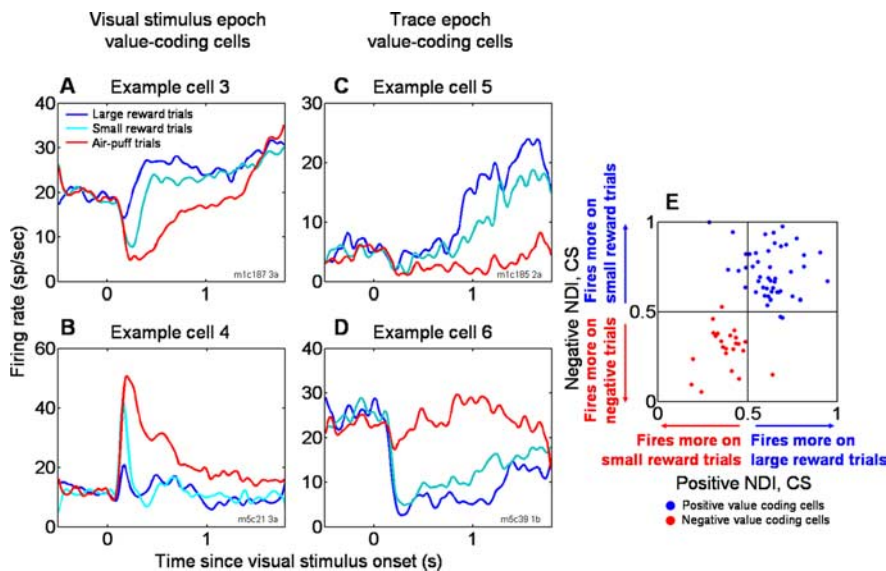 Visual stimulus epoch
value-coding cells
Trace epoch
value-coding cells
A
Example cell 3
Large reward trials
Small reward trials
Air-puff trials
40
30
20
10
0
0
1
m1c187 3a
C
Example cell 5
30
20
10
0
0
1
m1c185 2a
B
Example cell 4
60
40
20
0
0
1
m5c21 3a
D
Example cell 6
40
30
20
10
0
0
1
m5c39 1b
Firing rate (sp/sec)
Time since visual stimulus onset (s)
E
Negative NDI, CS
Fires more on
small reward trials
Fires more on
negative trials
1
0.5
0
0
0.5
1
Fires more on
small reward trials
Fires more on
large reward trials
Positive NDI, CS
Positive value coding cells
Negative value coding cells